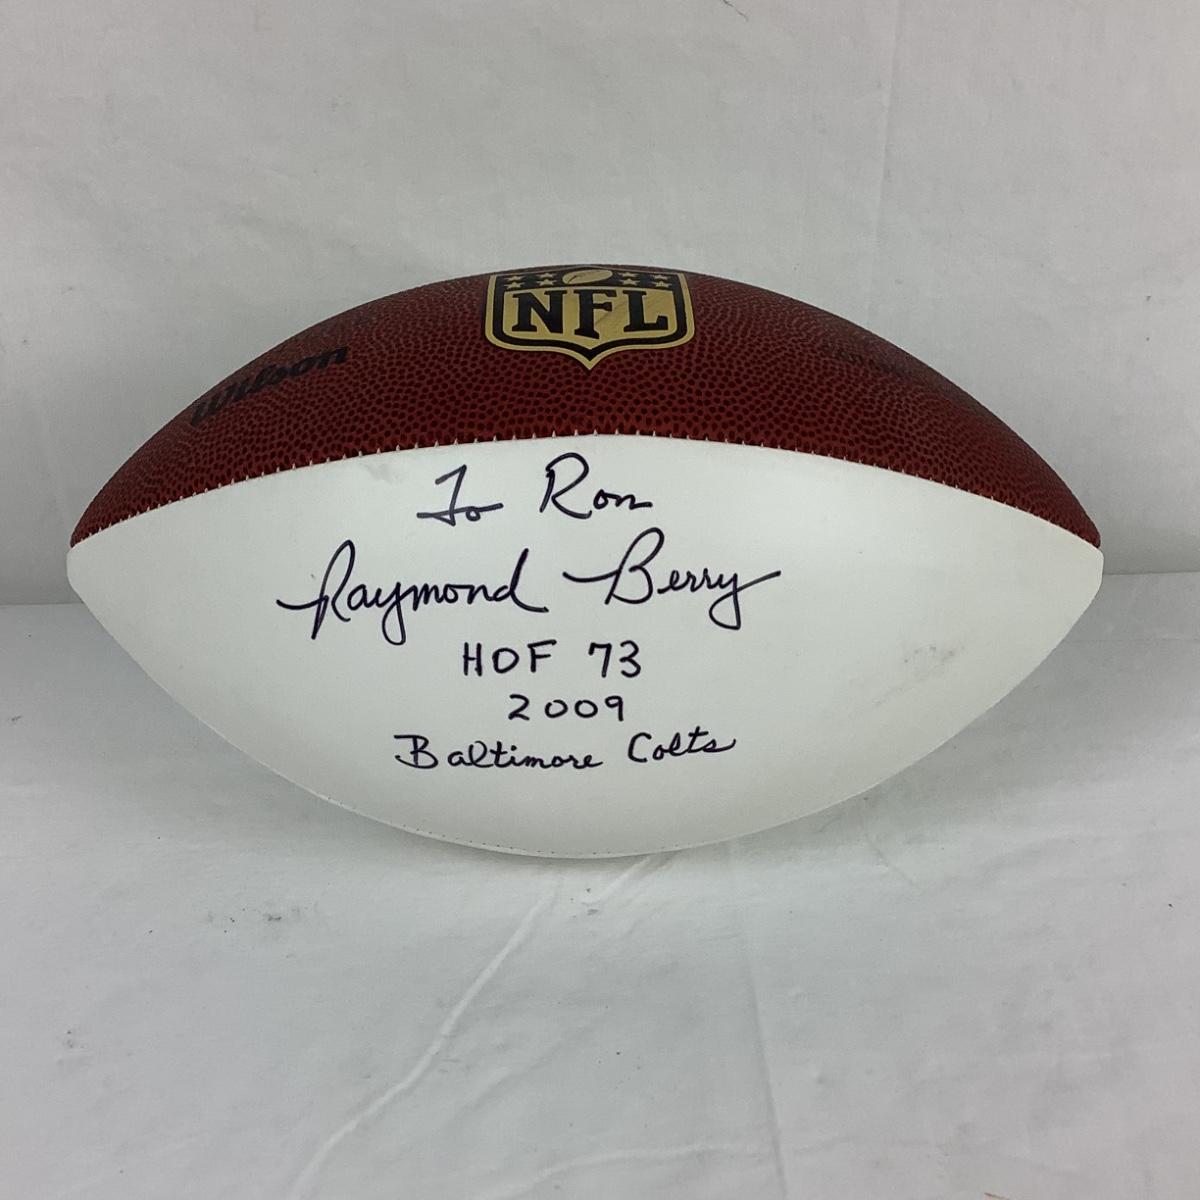 NFL
Wilson
To Ron
Raymond Berry
HOF 73
2009
Baltimore Colts